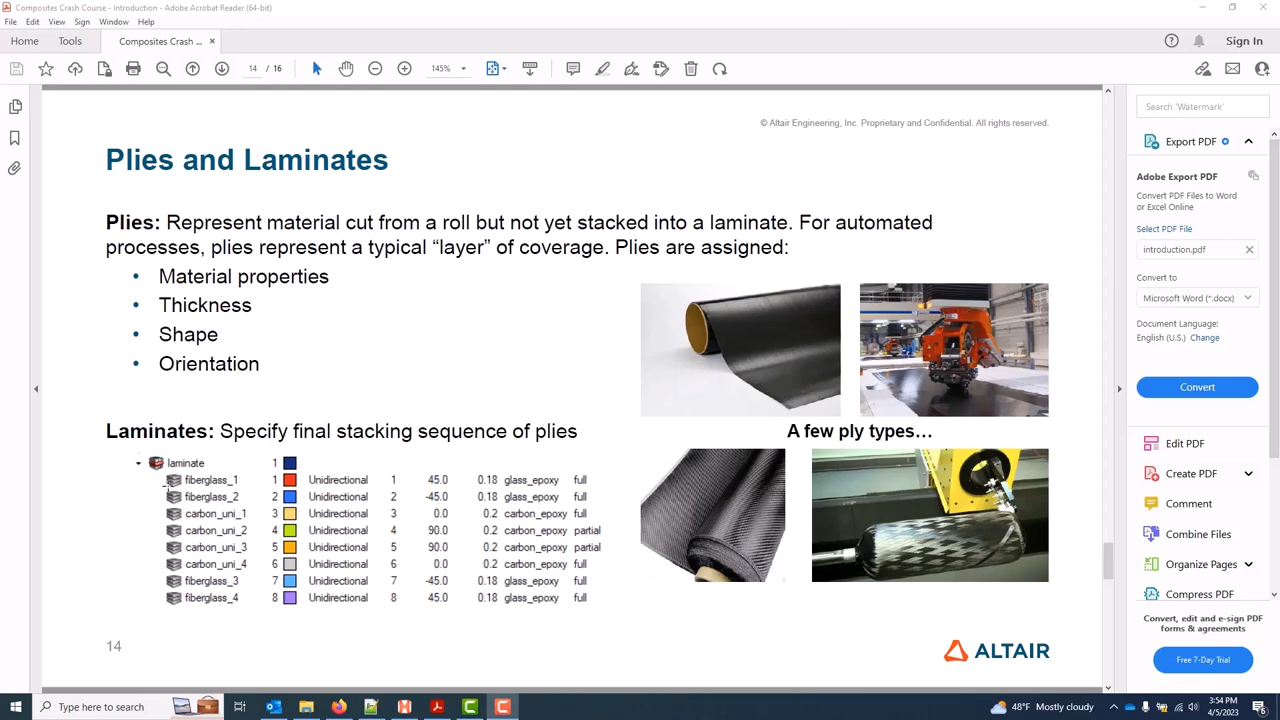 Composites Crash Course - Introduction - Adobe Acrobat Reader (64-bit)
File Edit View Sign Window Help
Home Tools Composites Crash ... × Sign In
14 / 16 145%
© Altair Engineering, Inc. Proprietary and Confidential. All rights reserved.
Plies and Laminates
Plies: Represent material cut from a roll but not yet stacked into a laminate. For automated
processes, plies represent a typical “layer” of coverage. Plies are assigned:
• Material properties
• Thickness
• Shape
• Orientation
Laminates: Specify final stacking sequence of plies
A few ply types…
laminate 1
fiberglass_1 1 Unidirectional 1 45.0 0.18 glass_epoxy full
fiberglass_2 2 Unidirectional 2 -45.0 0.18 glass_epoxy full
carbon_uni_1 3 Unidirectional 3 0.0 0.2 carbon_epoxy full
carbon_uni_2 4 Unidirectional 4 90.0 0.2 carbon_epoxy partial
carbon_uni_3 5 Unidirectional 5 90.0 0.2 carbon_epoxy partial
carbon_uni_4 6 Unidirectional 6 0.0 0.2 carbon_epoxy full
fiberglass_3 7 Unidirectional 7 -45.0 0.18 glass_epoxy full
fiberglass_4 8 Unidirectional 8 45.0 0.18 glass_epoxy full
14
ALTAIR
Search 'Watermark'
Export PDF
Adobe Export PDF
Convert PDF Files to Word
or Excel Online
Select PDF File
introduction.pdf
Convert to
Microsoft Word (*.docx)
Document Language:
English (U.S.) Change
Convert
Edit PDF
Create PDF
Comment
Combine Files
Organize Pages
Compress PDF
Convert, edit and e-sign PDF
forms & agreements
Free 7-Day Trial
Type here to search
48°F Mostly cloudy
3:54 PM
4/5/2023